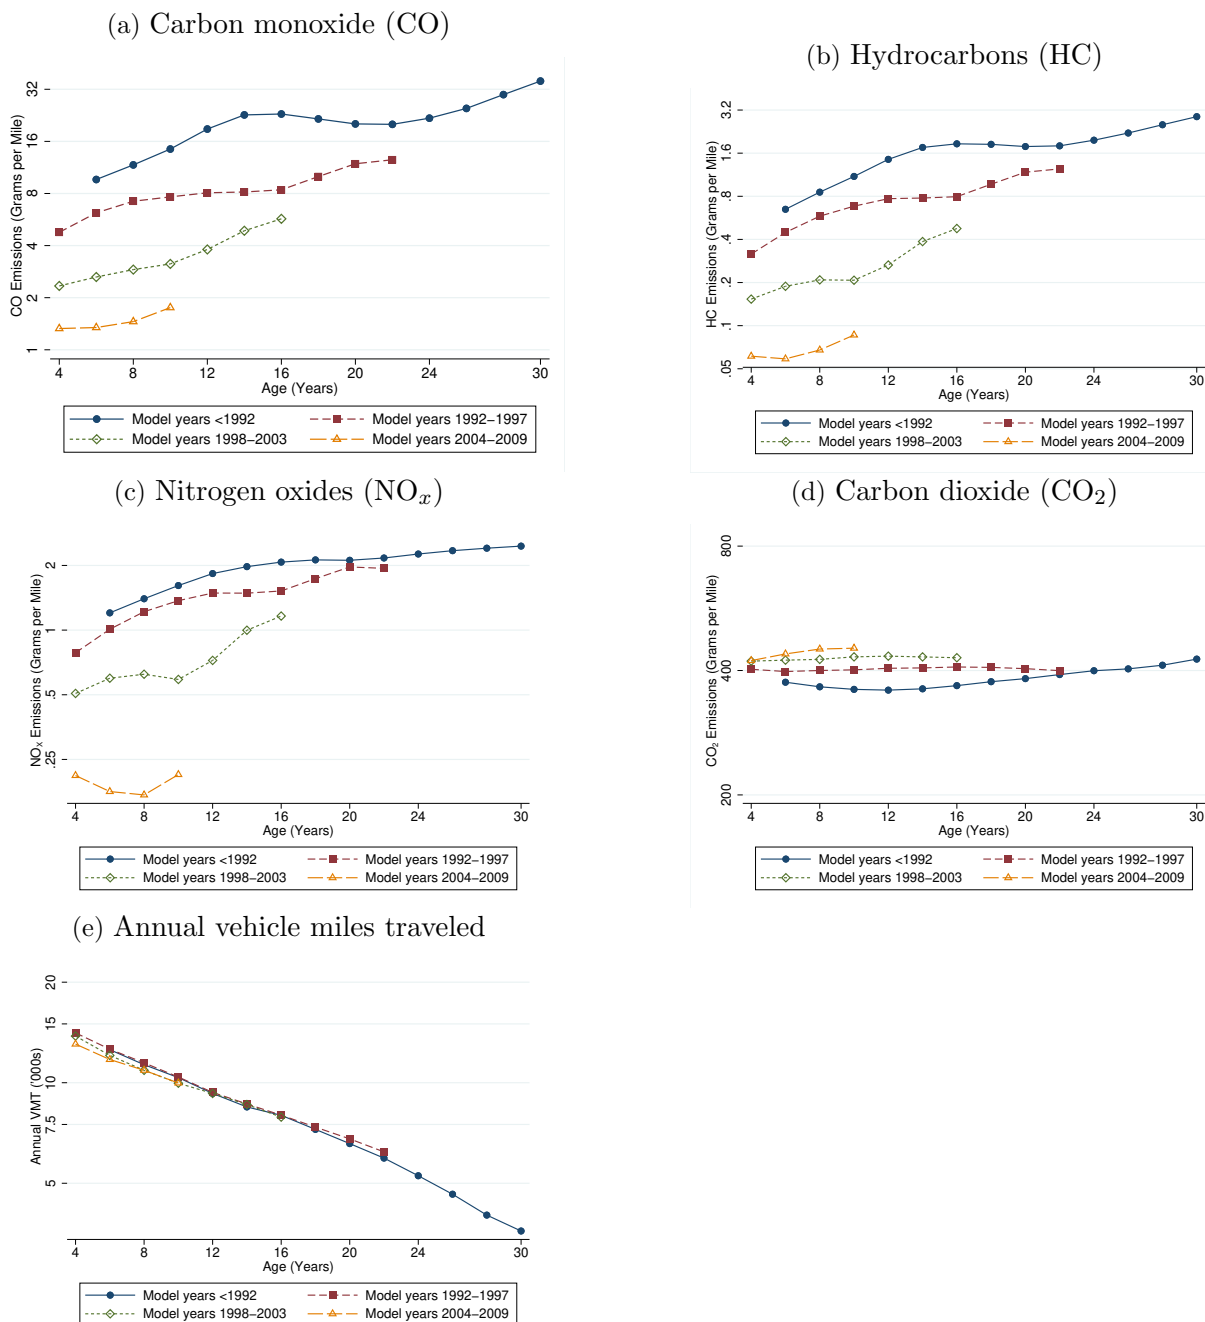 (a) Carbon monoxide (CO)
CO Emissions (Grams per Mile)
32
16
8
4
2
1
4 8 12 16 20 24 30
Age (Years)
Model years <1992 Model years 1992–1997
Model years 1998–2003 Model years 2004–2009
(b) Hydrocarbons (HC)
HC Emissions (Grams per Mile)
3.2
1.6
.8
.4
.2
.1
.05
4 8 12 16 20 24 30
Age (Years)
Model years <1992 Model years 1992–1997
Model years 1998–2003 Model years 2004–2009
(c) Nitrogen oxides (NOx)
NOX Emissions (Grams per Mile)
2
1
.5
.25
4 8 12 16 20 24 30
Age (Years)
Model years <1992 Model years 1992–1997
Model years 1998–2003 Model years 2004–2009
(d) Carbon dioxide (CO2)
CO2 Emissions (Grams per Mile)
800
400
200
4 8 12 16 20 24 30
Age (Years)
Model years <1992 Model years 1992–1997
Model years 1998–2003 Model years 2004–2009
(e) Annual vehicle miles traveled
Annual VMT ('000s)
20
15
10
7.5
5
4 8 12 16 20 24 30
Age (Years)
Model years <1992 Model years 1992–1997
Model years 1998–2003 Model years 2004–2009